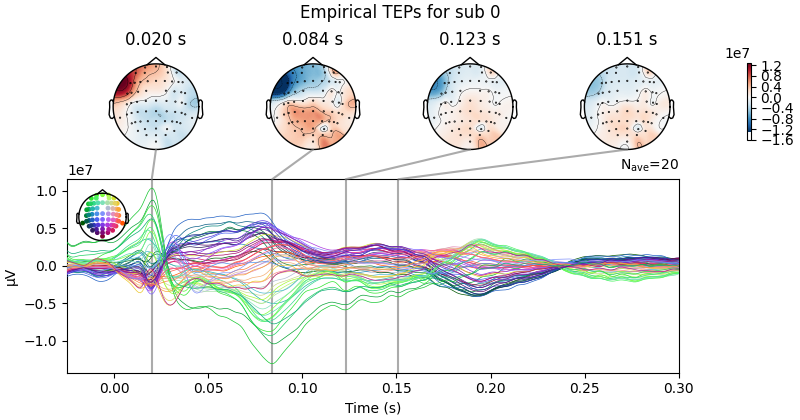 Empirical TEPs for sub 0
0.020 s 0.084 s 0.123 s 0.151 s
1e7
1.2
0.8
0.4
0.0
−0.4
−0.8
−1.2
−1.6
1e7
Nave=20
1.0
0.5
0.0
−0.5
−1.0
μV
0.00 0.05 0.10 0.15 0.20 0.25 0.30
Time (s)